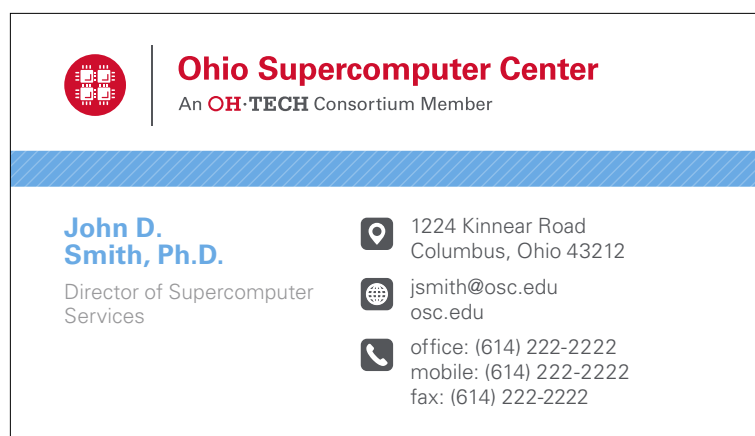 Ohio Supercomputer Center
An OH·TECH Consortium Member
John D.
Smith, Ph.D.
Director of Supercomputer
Services
1224 Kinnear Road
Columbus, Ohio 43212
jsmith@osc.edu
osc.edu
office: (614) 222-2222
mobile: (614) 222-2222
fax: (614) 222-2222